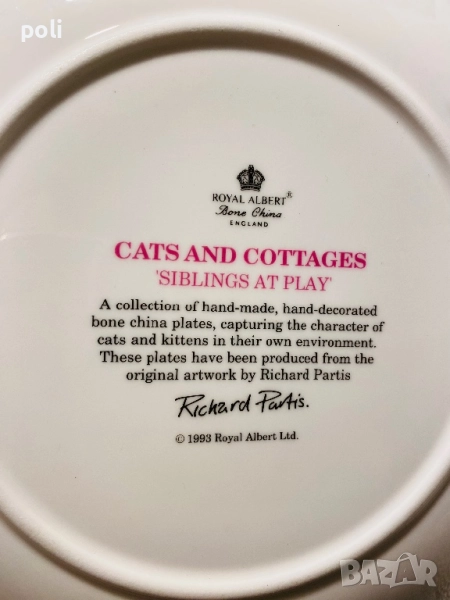 poli
ROYAL ALBERT®
Bone China
ENGLAND
CATS AND COTTAGES
'SIBLINGS AT PLAY'
A collection of hand-made, hand-decorated
bone china plates, capturing the character of
cats and kittens in their own environment.
These plates have been produced from the
original artwork by Richard Partis
Richard Partis.
© 1993 Royal Albert Ltd.
BAZAR